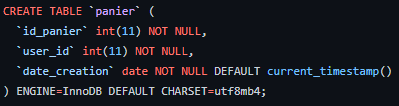 CREATE TABLE `panier` (
  `id_panier` int(11) NOT NULL,
  `user_id` int(11) NOT NULL,
  `date_creation` date NOT NULL DEFAULT current_timestamp()
) ENGINE=InnoDB DEFAULT CHARSET=utf8mb4;